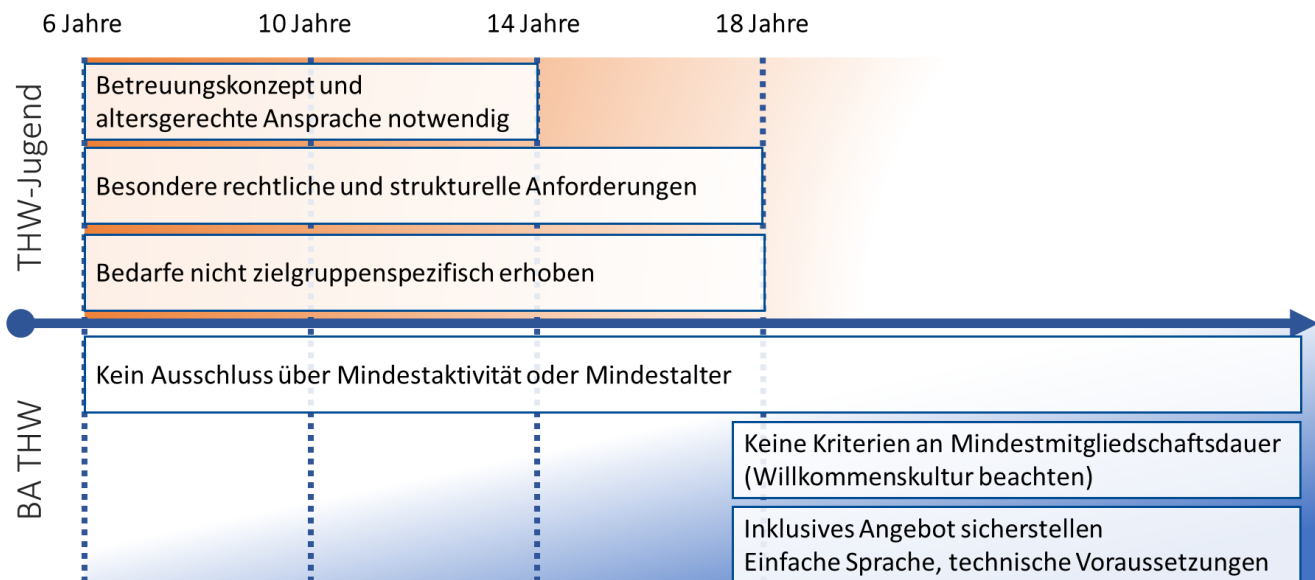 6 Jahre
10 Jahre
14 Jahre
18 Jahre
THW-Jugend
Betreuungskonzept und
altersgerechte Ansprache notwendig
Besondere rechtliche und strukturelle Anforderungen
Bedarfe nicht zielgruppenspezifisch erhoben
BA THW
Kein Ausschluss über Mindestaktivität oder Mindestalter
Keine Kriterien an Mindestmitgliedschaftsdauer
(Willkommenskultur beachten)
Inklusives Angebot sicherstellen
Einfache Sprache, technische Voraussetzungen